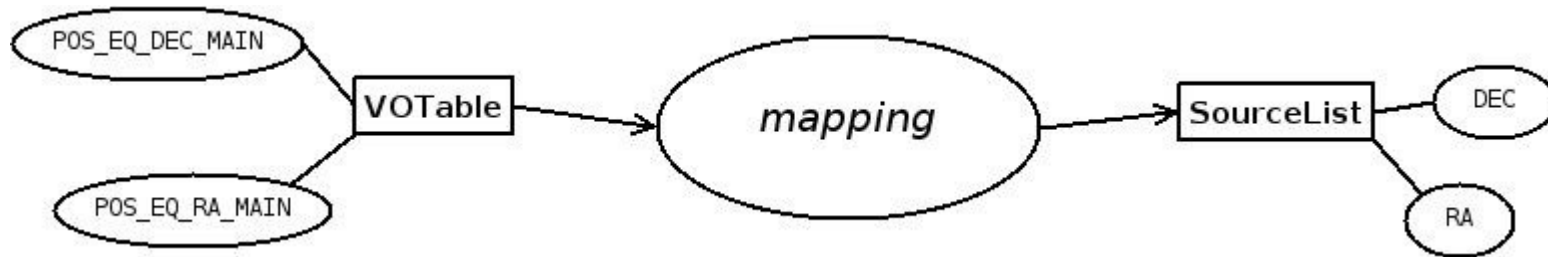 POS_EQ_DEC_MAIN
VOTable
POS_EQ_RA_MAIN
mapping
SourceList
DEC
RA